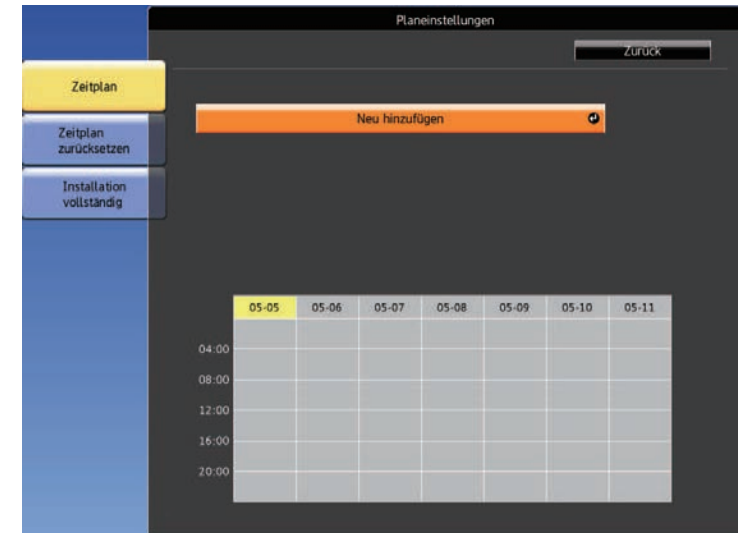 Planeinstellungen
Zurück
Zeitplan
Neu hinzufügen
Zeitplan
zurücksetzen
Installation
vollständig
05-05 05-06 05-07 05-08 05-09 05-10 05-11
04:00
08:00
12:00
16:00
20:00